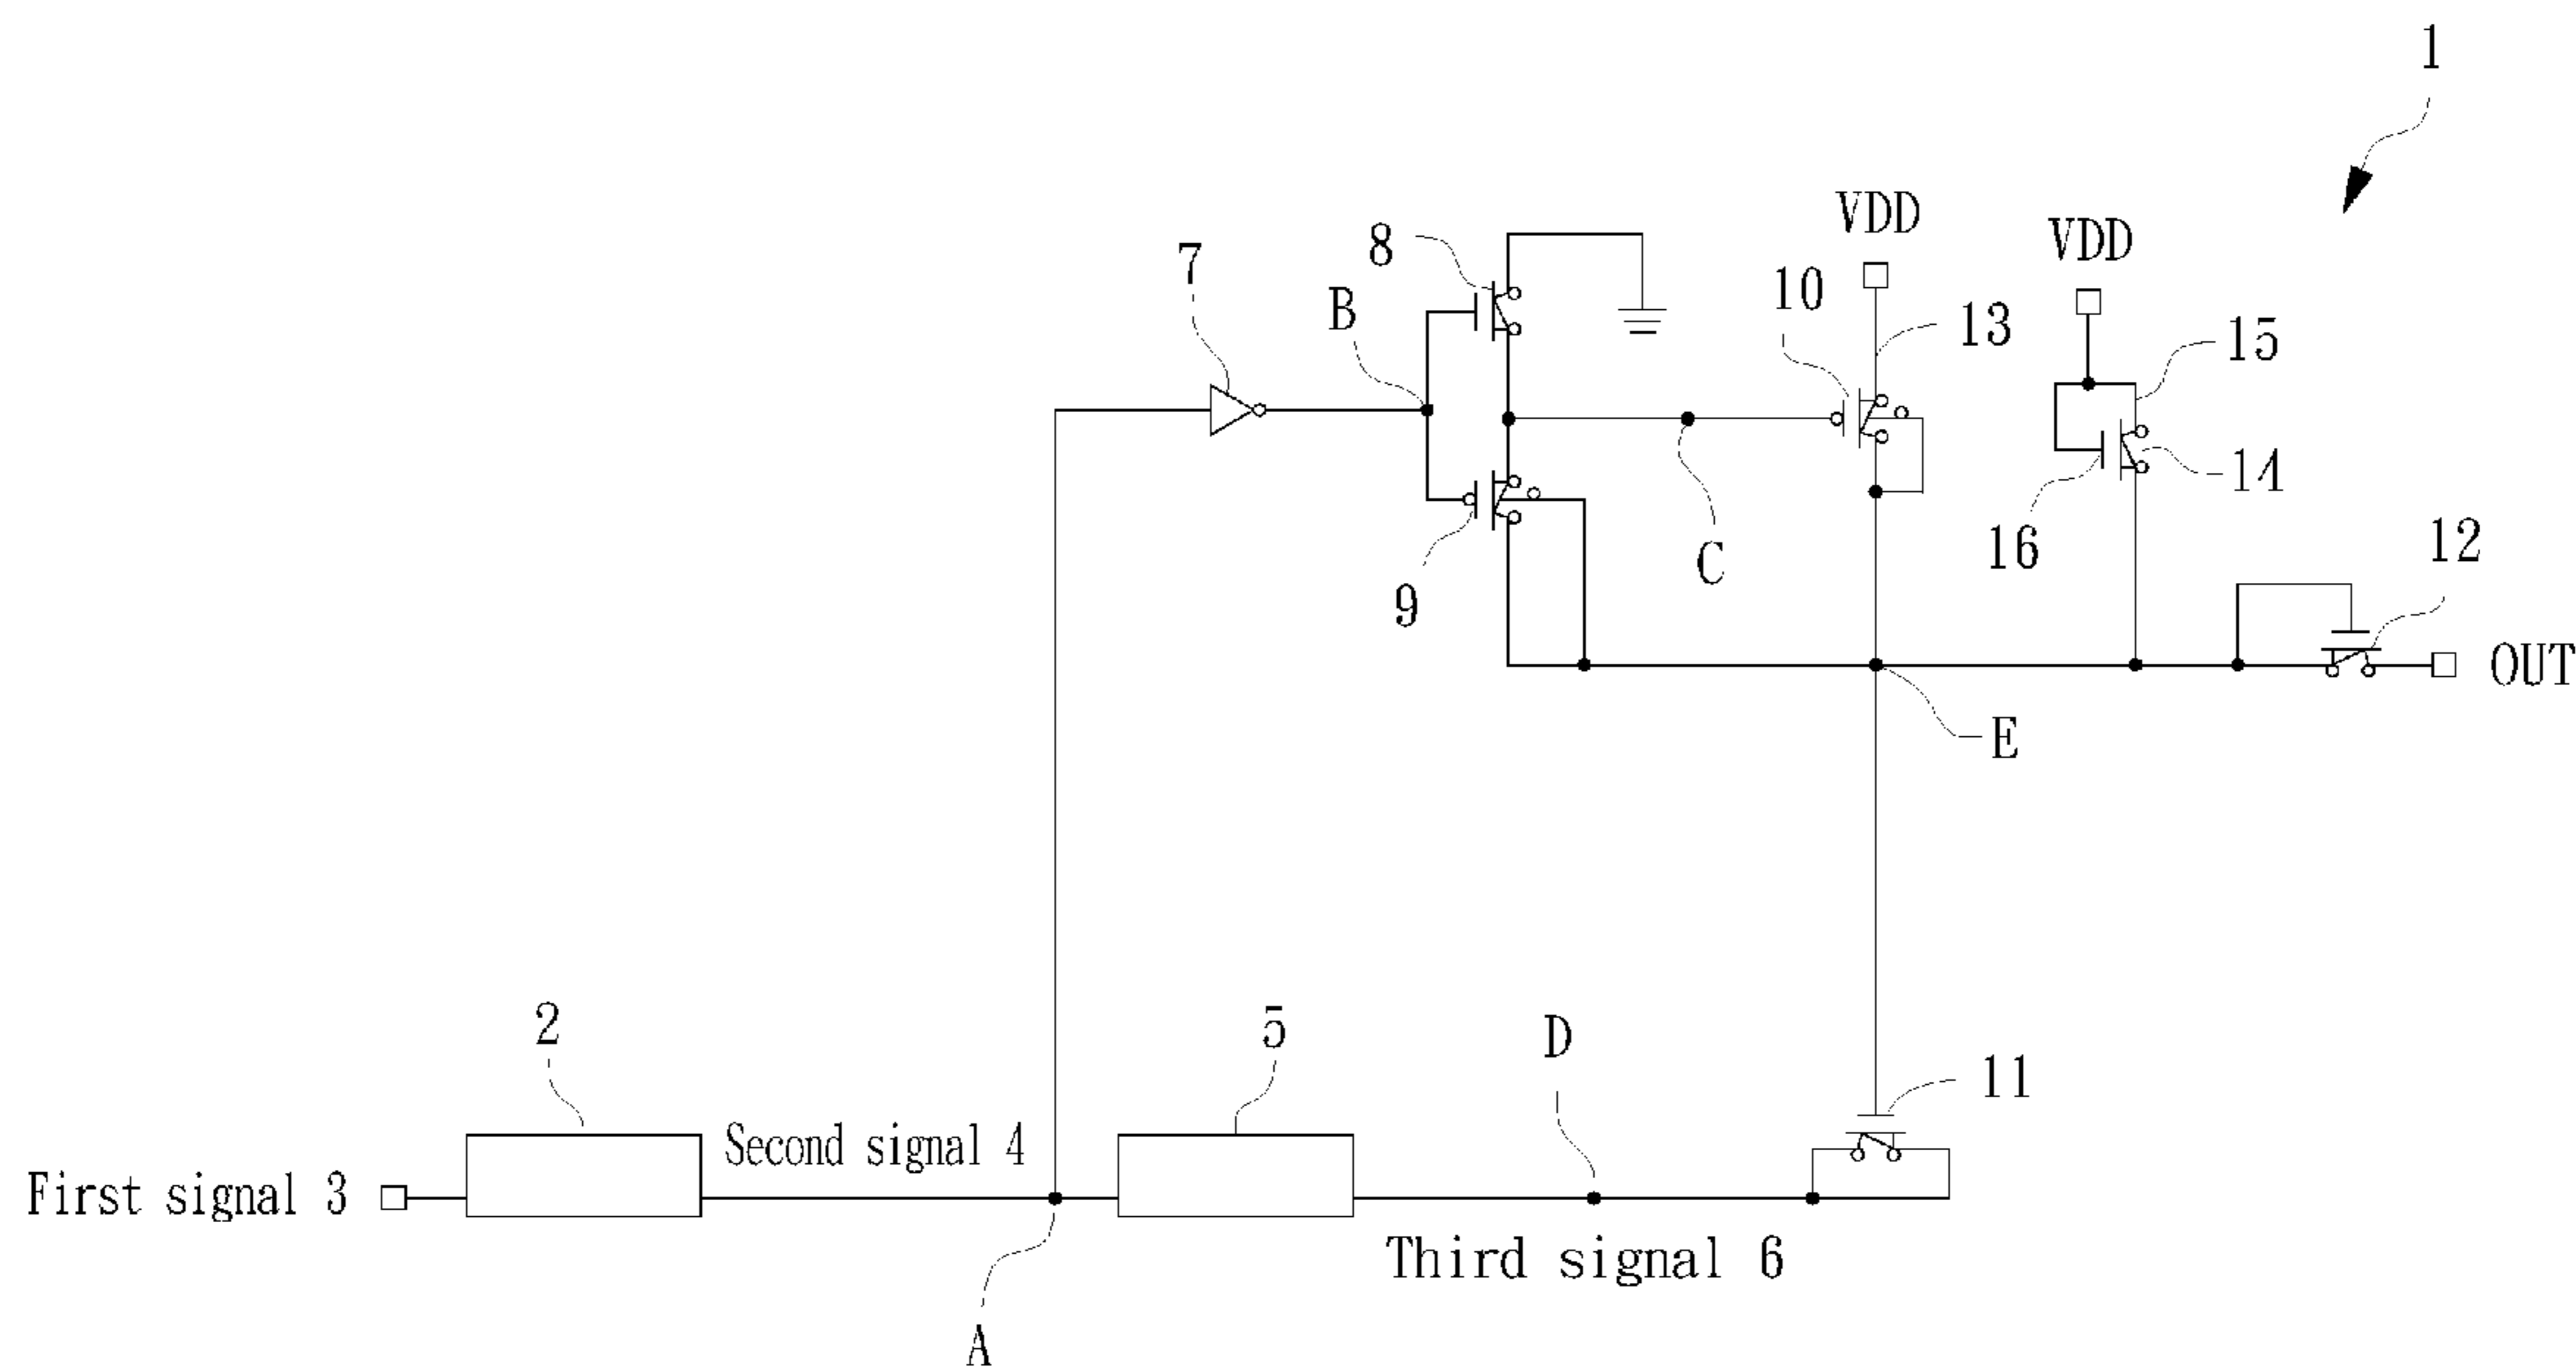 1
VDD
VDD
8
7
10
B
13
15
14
16
12
C
9
OUT
E
2
5
D
11
Second signal 4
First signal 3
Third signal 6
A